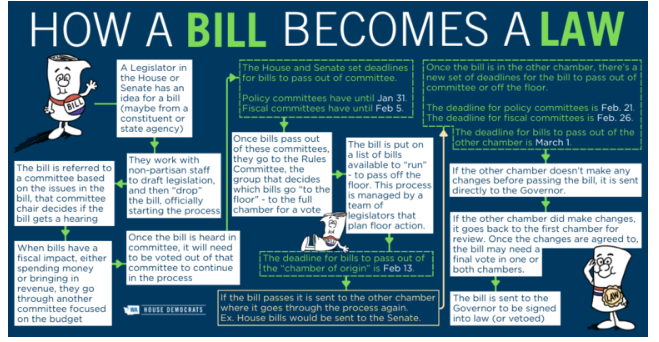 HOW A BILL BECOMES A LAW
BILL
A Legislator in the
House or
Senate has an
idea for a bill
(maybe from a
constituent or
state agency)
They work with
non-partisan staff
to draft legislation,
and then "drop"
the bill, officially
starting the process
The bill is referred to
a committee based
on the issues in the
bill, that committee
chair decides if the
bill gets a hearing
When bills have a
fiscal impact, either
spending money
or bringing in
revenue, they go
through another
committee focused
on the budget
Once the bill is heard in
committee, it will need
to be voted out of that
committee to continue
in the process
WA HOUSE DEMOCRATS
The House and Senate set deadlines
for bills to pass out of committee.
Policy committees have until Jan 31.
Fiscal committees have until Feb 5.
Once bills pass out
of these committees,
they go to the Rules
Committee, the
group that decides
which bills go "to the
floor" - to the full
chamber for a vote
The bill is put on
a list of bills
available to "run"
- to pass off the
floor. This process
is managed by a
team of
legislators that
plan floor action.
The deadline for bills to pass out of
the "chamber of origin" is Feb 13.
If the bill passes it is sent to the other chamber
where it goes through the process again.
Ex. House bills would be sent to the Senate.
Once the bill is in the other chamber, there's a
new set of deadlines for the bill to pass out of
committee or off the floor.
The deadline for policy committees is Feb. 21.
The deadline for fiscal committees is Feb. 26.
The deadline for bills to pass out of the
other chamber is March 1.
If the other chamber doesn't make any
changes before passing the bill, it is sent
directly to the Governor.
If the other chamber did make changes,
it goes back to the first chamber for
review. Once the changes are agreed to,
the bill may need a
final vote in one or
both chambers.
The bill is sent to the
Governor to be signed
into law (or vetoed)
LAW